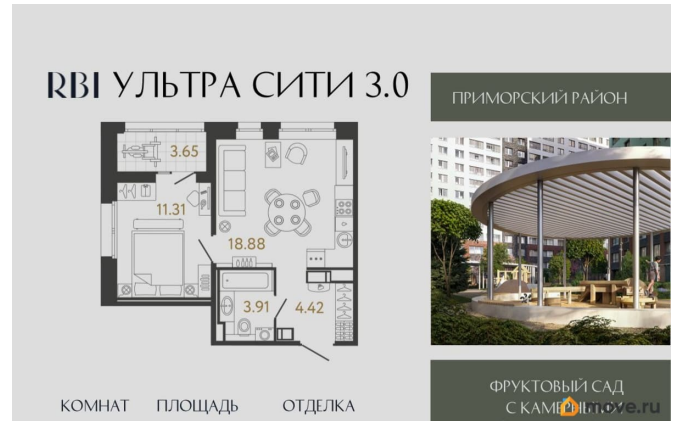 RBI УЛЬТРА СИТИ 3.0
ПРИМОРСКИЙ РАЙОН
3.65
11.31
18.88
3.91
4.42
КОМНАТ ПЛОЩАДЬ ОТДЕЛКА
ФРУКТОВЫЙ САД
С
move.ru